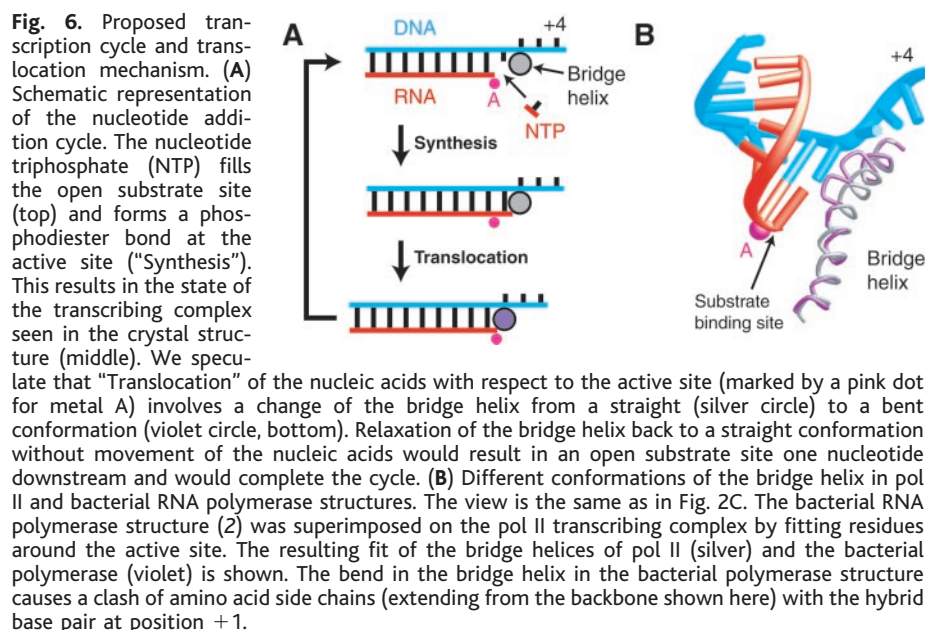 Fig. 6. Proposed tran-
scription cycle and trans-
location mechanism. (A)
Schematic representation
of the nucleotide addi-
tion cycle. The nucleotide
triphosphate (NTP) fills
the open substrate site
(top) and forms a phos-
phodiester bond at the
active site (“Synthesis”).
This results in the state of
the transcribing complex
seen in the crystal struc-
ture (middle). We specu-
late that “Translocation” of the nucleic acids with respect to the active site (marked by a pink dot
for metal A) involves a change of the bridge helix from a straight (silver circle) to a bent
conformation (violet circle, bottom). Relaxation of the bridge helix back to a straight conformation
without movement of the nucleic acids would result in an open substrate site one nucleotide
downstream and would complete the cycle. (B) Different conformations of the bridge helix in pol
II and bacterial RNA polymerase structures. The view is the same as in Fig. 2C. The bacterial RNA
polymerase structure (2) was superimposed on the pol II transcribing complex by fitting residues
around the active site. The resulting fit of the bridge helices of pol II (silver) and the bacterial
polymerase (violet) is shown. The bend in the bridge helix in the bacterial polymerase structure
causes a clash of amino acid side chains (extending from the backbone shown here) with the hybrid
base pair at position +1.
A
DNA
+4
Bridge
helix
RNA
A
NTP
Synthesis
Translocation
B
+4
A
Bridge
helix
Substrate
binding site